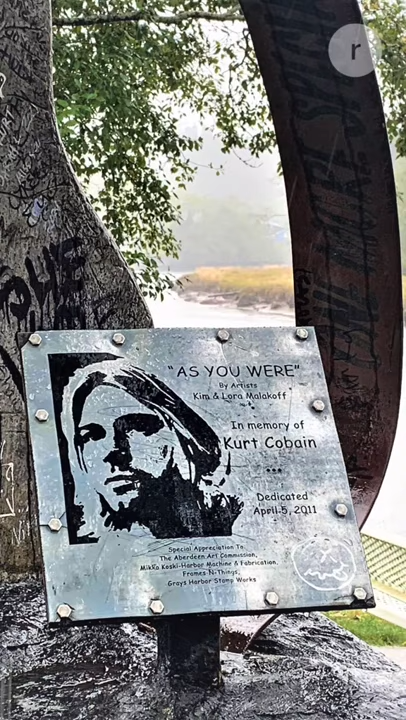 r
"AS YOU WERE"
By Artists
Kim & Lora Malakoff
In memory of
Kurt Cobain
Dedicated
April 5, 2011
Special Appreciation To:
The Aberdeen Art Commission,
Mikko Koski-Harbor Machine & Fabrication,
Frames-N-Things,
Grays Harbor Stamp Works